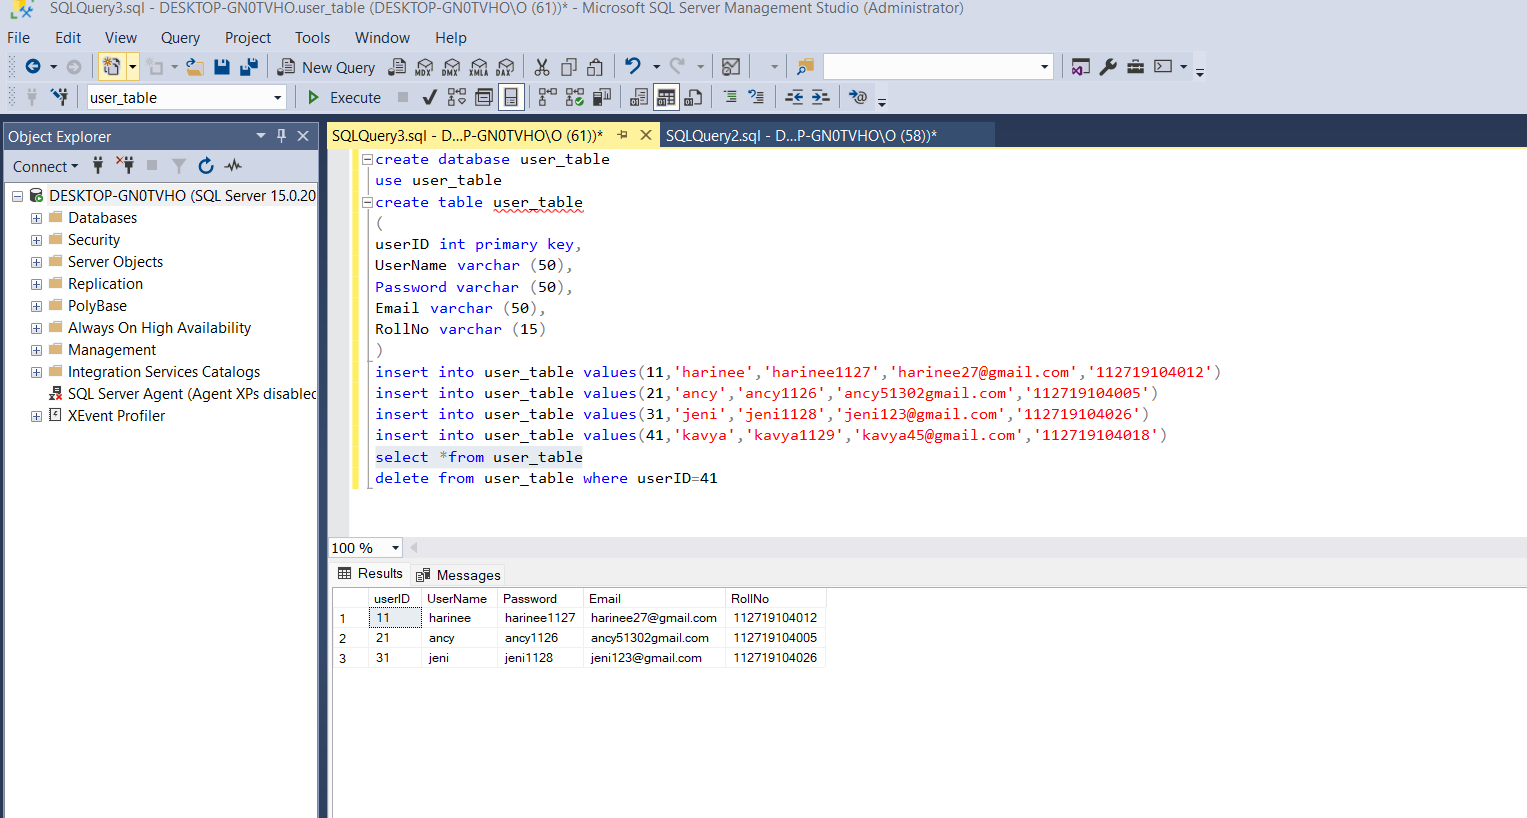 SQLQuery3.sql - DESKTOP-GN0TVHO.user_table (DESKTOP-GN0TVHO\O (61))* - Microsoft SQL Server Management Studio (Administrator)
File Edit View Query Project Tools Window Help
New Query MDX DMX XMLA DAX
user_table Execute
Object Explorer
Connect
DESKTOP-GN0TVHO (SQL Server 15.0.20
Databases
Security
Server Objects
Replication
PolyBase
Always On High Availability
Management
Integration Services Catalogs
SQL Server Agent (Agent XPs disabled
XEvent Profiler
SQLQuery3.sql - D...P-GN0TVHO\O (61))* SQLQuery2.sql - D...P-GN0TVHO\O (58))*
create database user_table
use user_table
create table user_table
(
userID int primary key,
UserName varchar (50),
Password varchar (50),
Email varchar (50),
RollNo varchar (15)
)
insert into user_table values(11,'harinee','harinee1127','harinee27@gmail.com','112719104012')
insert into user_table values(21,'ancy','ancy1126','ancy51302gmail.com','112719104005')
insert into user_table values(31,'jeni','jeni1128','jeni123@gmail.com','112719104026')
insert into user_table values(41,'kavya','kavya1129','kavya45@gmail.com','112719104018')
select *from user_table
delete from user_table where userID=41
100 %
Results Messages
userID UserName Password Email RollNo
1 11 harinee harinee1127 harinee27@gmail.com 112719104012
2 21 ancy ancy1126 ancy51302gmail.com 112719104005
3 31 jeni jeni1128 jeni123@gmail.com 112719104026